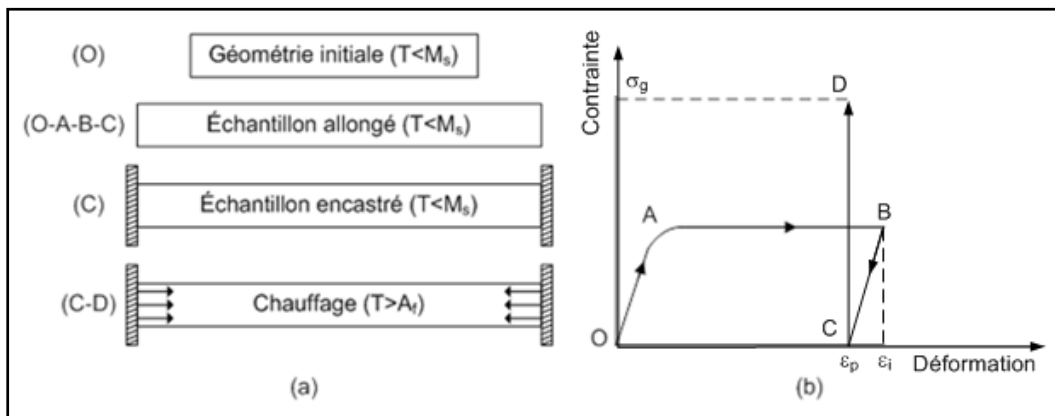 (O)
Géométrie initiale (T<Mₛ)
(O-A-B-C)
Échantillon allongé (T<Mₛ)
(C)
Échantillon encastré (T<Mₛ)
(C-D)
Chauffage (T>A_f)
(a)
Contrainte
σ_g
D
A
B
O
C
ε_p
ε_i
Déformation
(b)